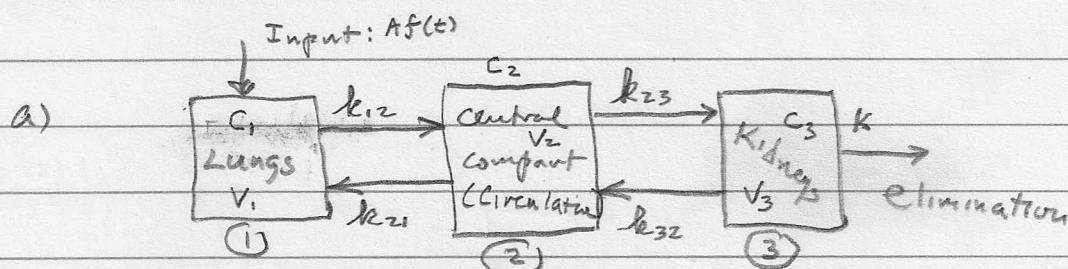 Input: Af(t)
a)
C1
Lungs
V1
①
k12
k21
C2
Central
V2
Compart
(Circulation
②
k23
k32
C3
Kidneys
V3
③
K
elimination